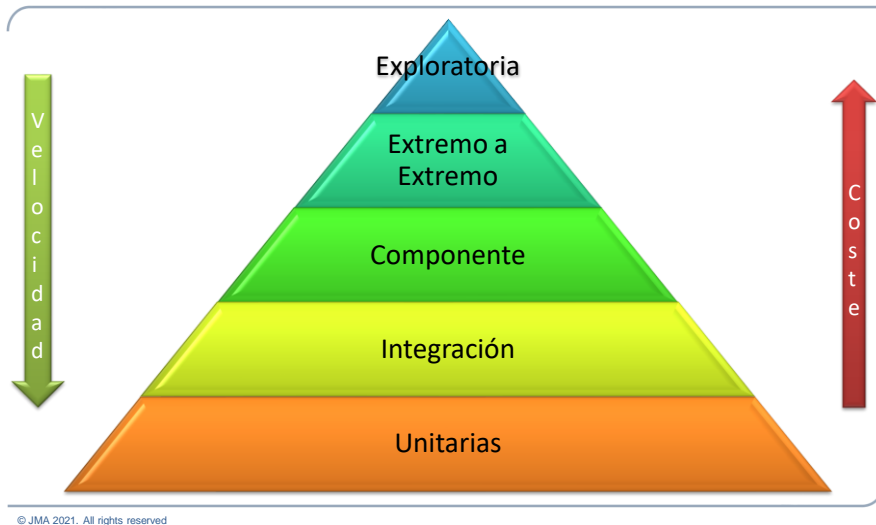 Exploratoria
Velocidad
Extremo a
Extremo
Coste
Componente
Integración
Unitarias
© JMA 2021. All rights reserved